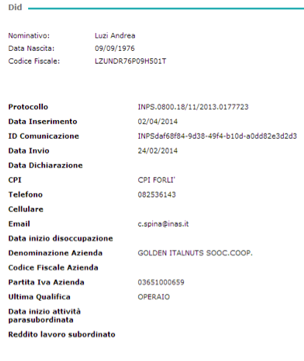 Did
Nominativo: Luzi Andrea
Data Nascita: 09/09/1976
Codice Fiscale: LZUNDR76P09H501T
Protocollo INPS.0800.18/11/2013.0177723
Data Inserimento 02/04/2014
ID Comunicazione INPSdaf68f84-9d38-49f4-b10d-a0dd82e3d2d3
Data Invio 24/02/2014
Data Dichiarazione
CPI CPI FORLI'
Telefono 082536143
Cellulare
Email c.spina@inas.it
Data inizio disoccupazione
Denominazione Azienda GOLDEN ITALNUTS SOOC.COOP.
Codice Fiscale Azienda
Partita Iva Azienda 03651000659
Ultima Qualifica OPERAIO
Data inizio attività
parasubordinata
Reddito lavoro subordinato